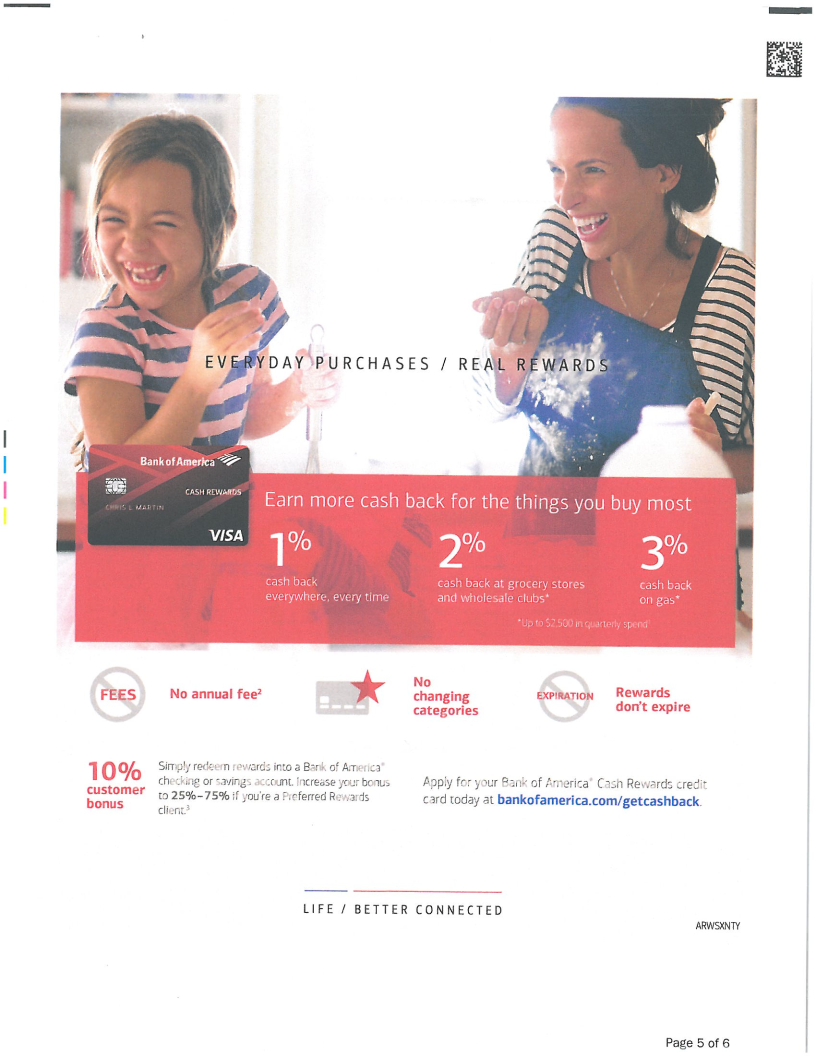 EVERYDAY PURCHASES / REAL REWARDS
Bank of America
CASH REWARDS
CHRIS L MARTIN
VISA
Earn more cash back for the things you buy most
1%
cash back
everywhere, every time
2%
cash back at grocery stores
and wholesale clubs*
3%
cash back
on gas*
*Up to $2,500 in quarterly spend¹
FEES
No annual fee²
No
changing
categories
EXPIRATION
Rewards
don't expire
10%
customer
bonus
Simply redeem rewards into a Bank of America®
checking or savings account. Increase your bonus
to 25%–75% if you're a Preferred Rewards
client.³
Apply for your Bank of America® Cash Rewards credit
card today at bankofamerica.com/getcashback.
LIFE / BETTER CONNECTED
ARWSXNTY
Page 5 of 6